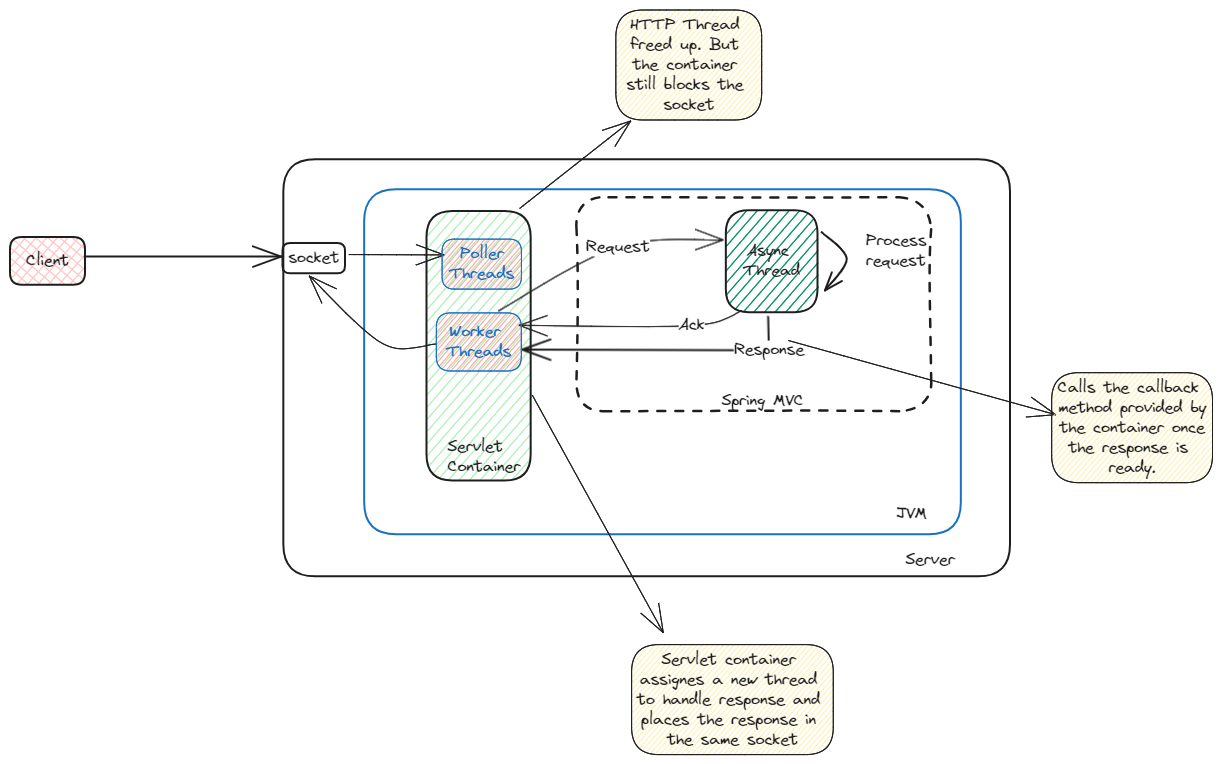 HTTP Thread
freed up. But
the container
still blocks the
socket
Client
socket
Poller
Threads
Request
Async
Thread
Process
request
Worker
Threads
Ack
Response
Spring MVC
Servlet
Container
Calls the callback
method provided by
the container once
the response is
ready.
JVM
Server
Servlet container
assignes a new thread
to handle response and
places the response in
the same socket